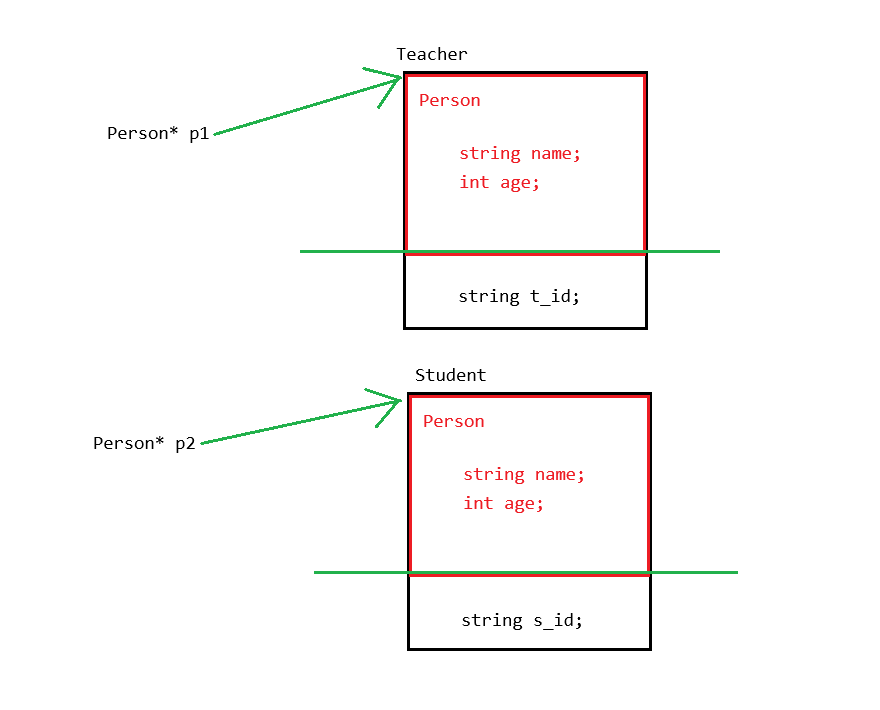 Teacher
Person
Person* p1
string name;
int age;
string t_id;
Student
Person
Person* p2
string name;
int age;
string s_id;